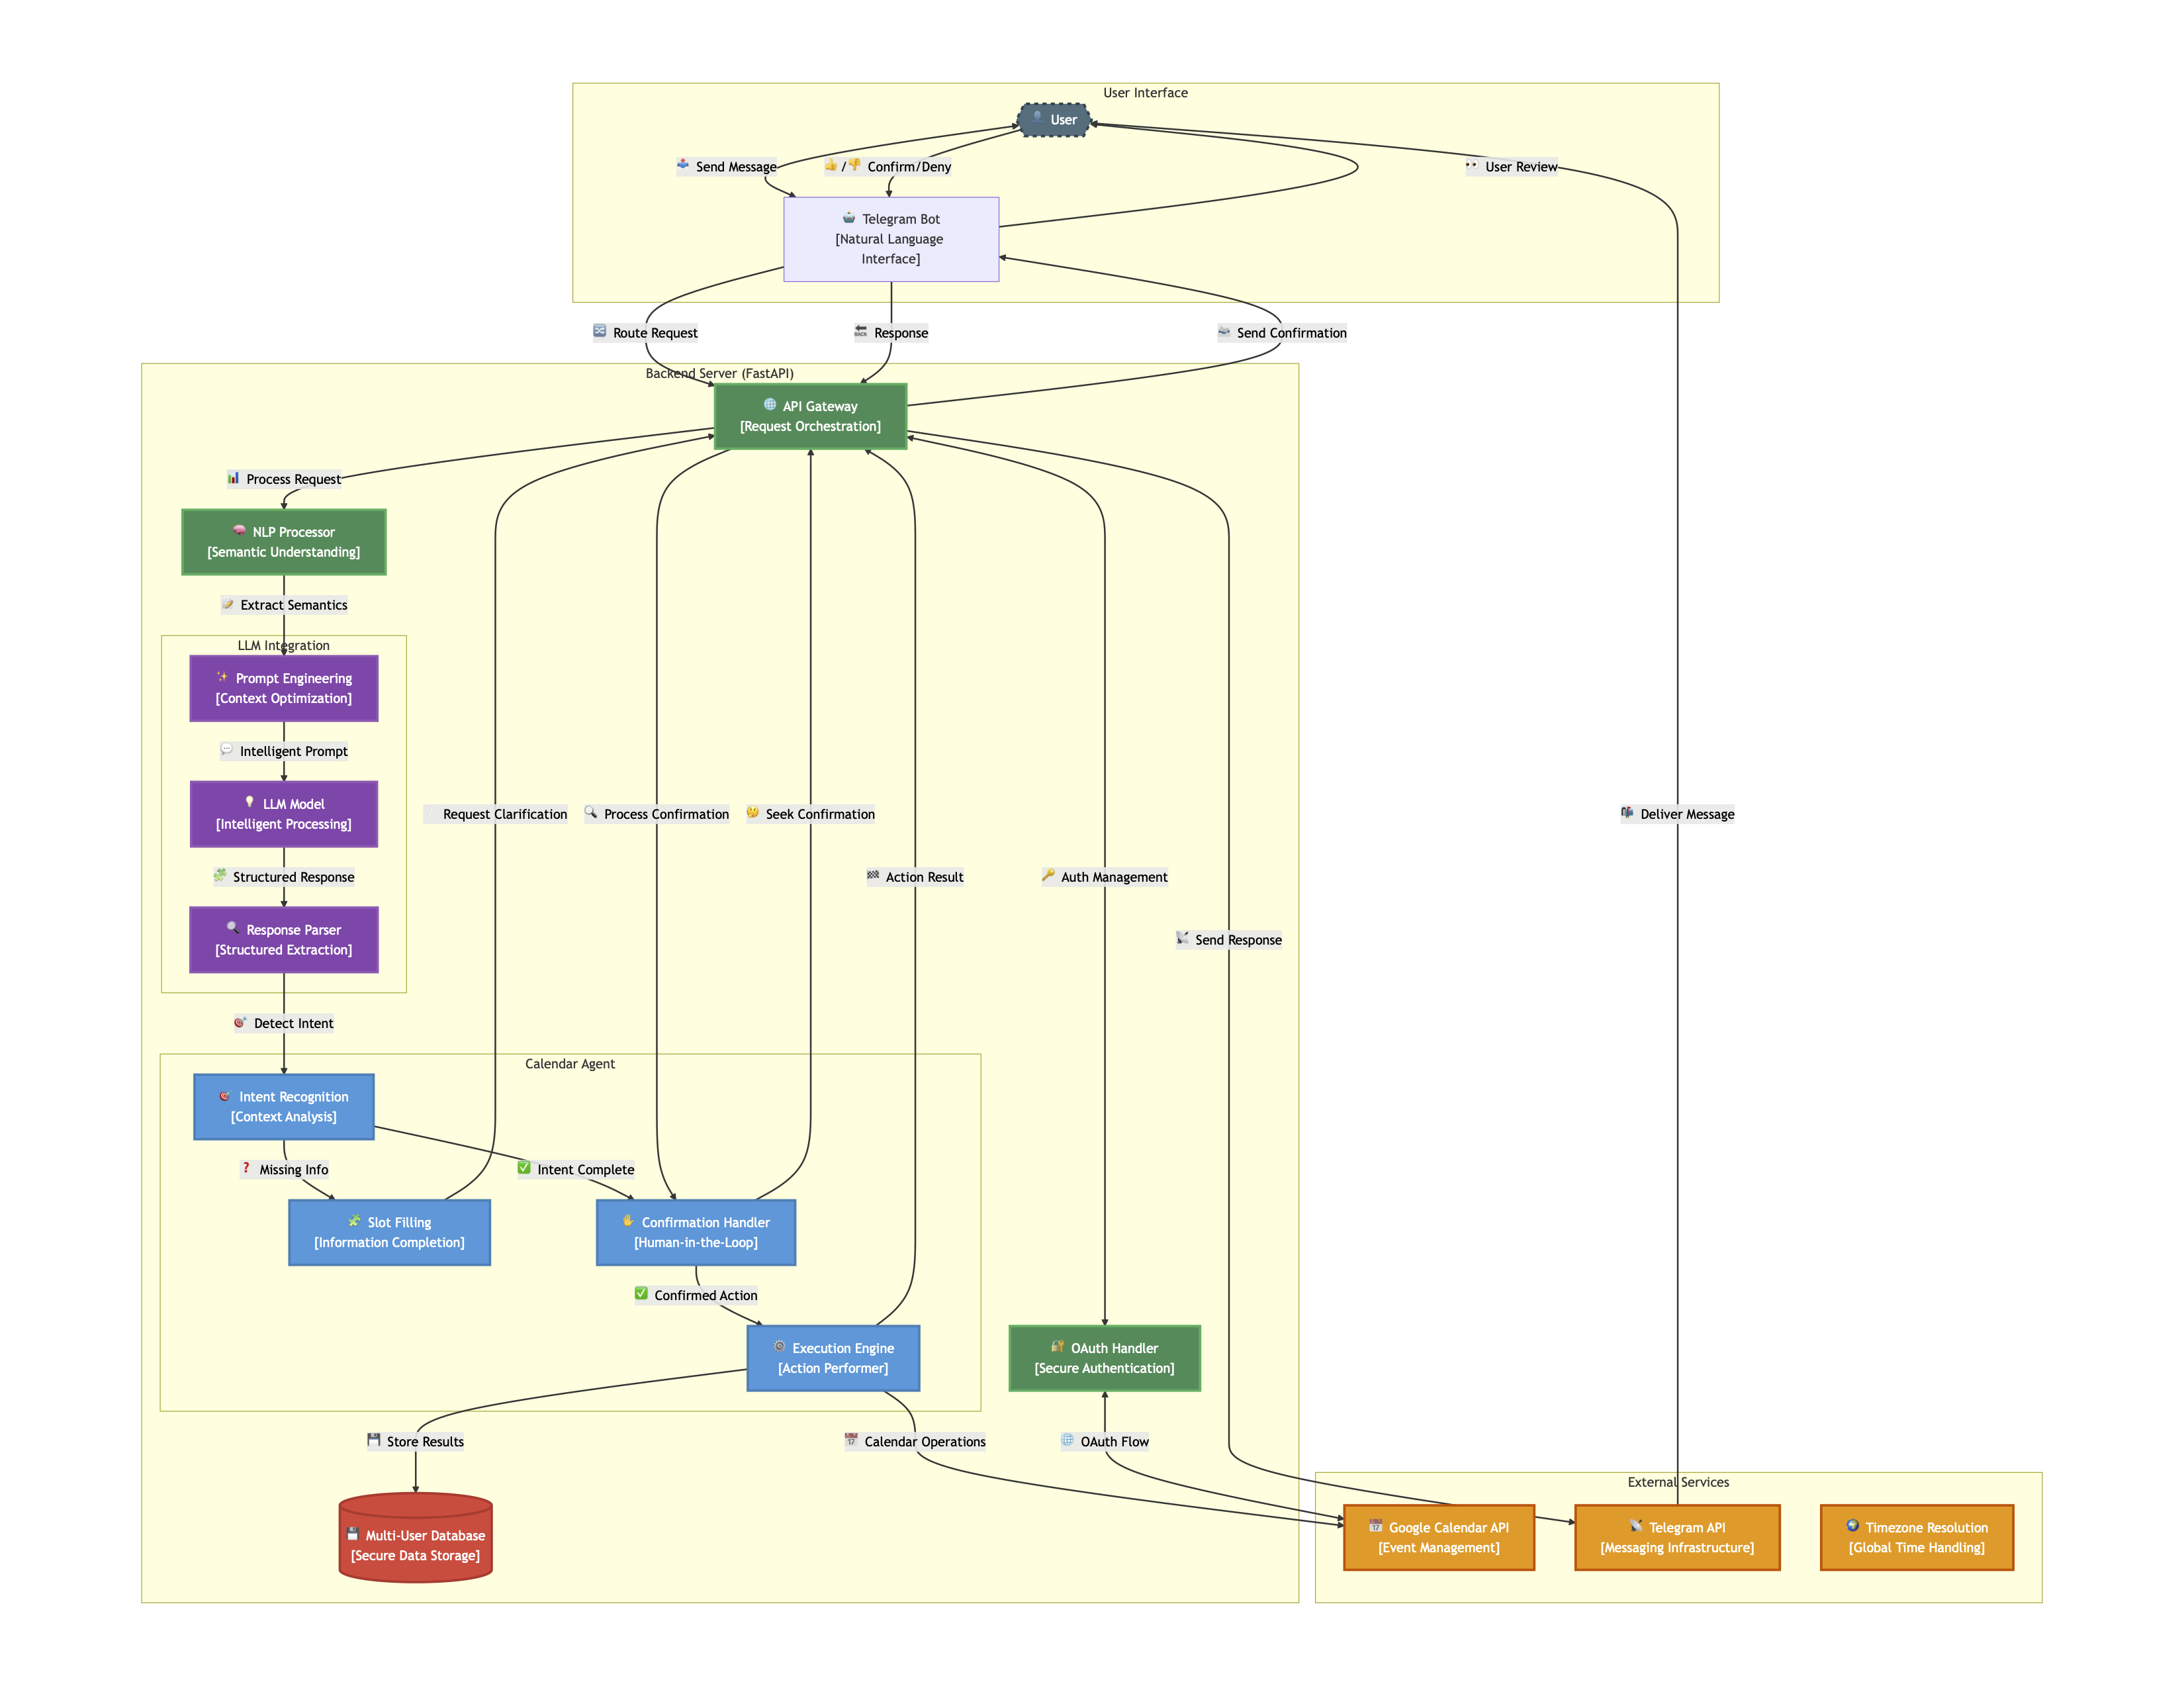 User Interface
👤 User
📤 Send Message
👍/👎 Confirm/Deny
👀 User Review
🤖 Telegram Bot
[Natural Language
Interface]
🔀 Route Request
🔙 Response
📨 Send Confirmation
Backend Server (FastAPI)
🌐 API Gateway
[Request Orchestration]
📊 Process Request
🧠 NLP Processor
[Semantic Understanding]
📝 Extract Semantics
LLM Integration
✨ Prompt Engineering
[Context Optimization]
💬 Intelligent Prompt
💡 LLM Model
[Intelligent Processing]
Request Clarification
🔍 Process Confirmation
🤔 Seek Confirmation
📬 Deliver Message
🧩 Structured Response
🏁 Action Result
🔑 Auth Management
🔍 Response Parser
[Structured Extraction]
📡 Send Response
🎯 Detect Intent
Calendar Agent
🎯 Intent Recognition
[Context Analysis]
❓ Missing Info
✅ Intent Complete
🧩 Slot Filling
[Information Completion]
✋ Confirmation Handler
[Human-in-the-Loop]
✅ Confirmed Action
⚙️ Execution Engine
[Action Performer]
🔐 OAuth Handler
[Secure Authentication]
💾 Store Results
📅 Calendar Operations
🌐 OAuth Flow
External Services
💾 Multi-User Database
[Secure Data Storage]
📅 Google Calendar API
[Event Management]
📡 Telegram API
[Messaging Infrastructure]
🌍 Timezone Resolution
[Global Time Handling]